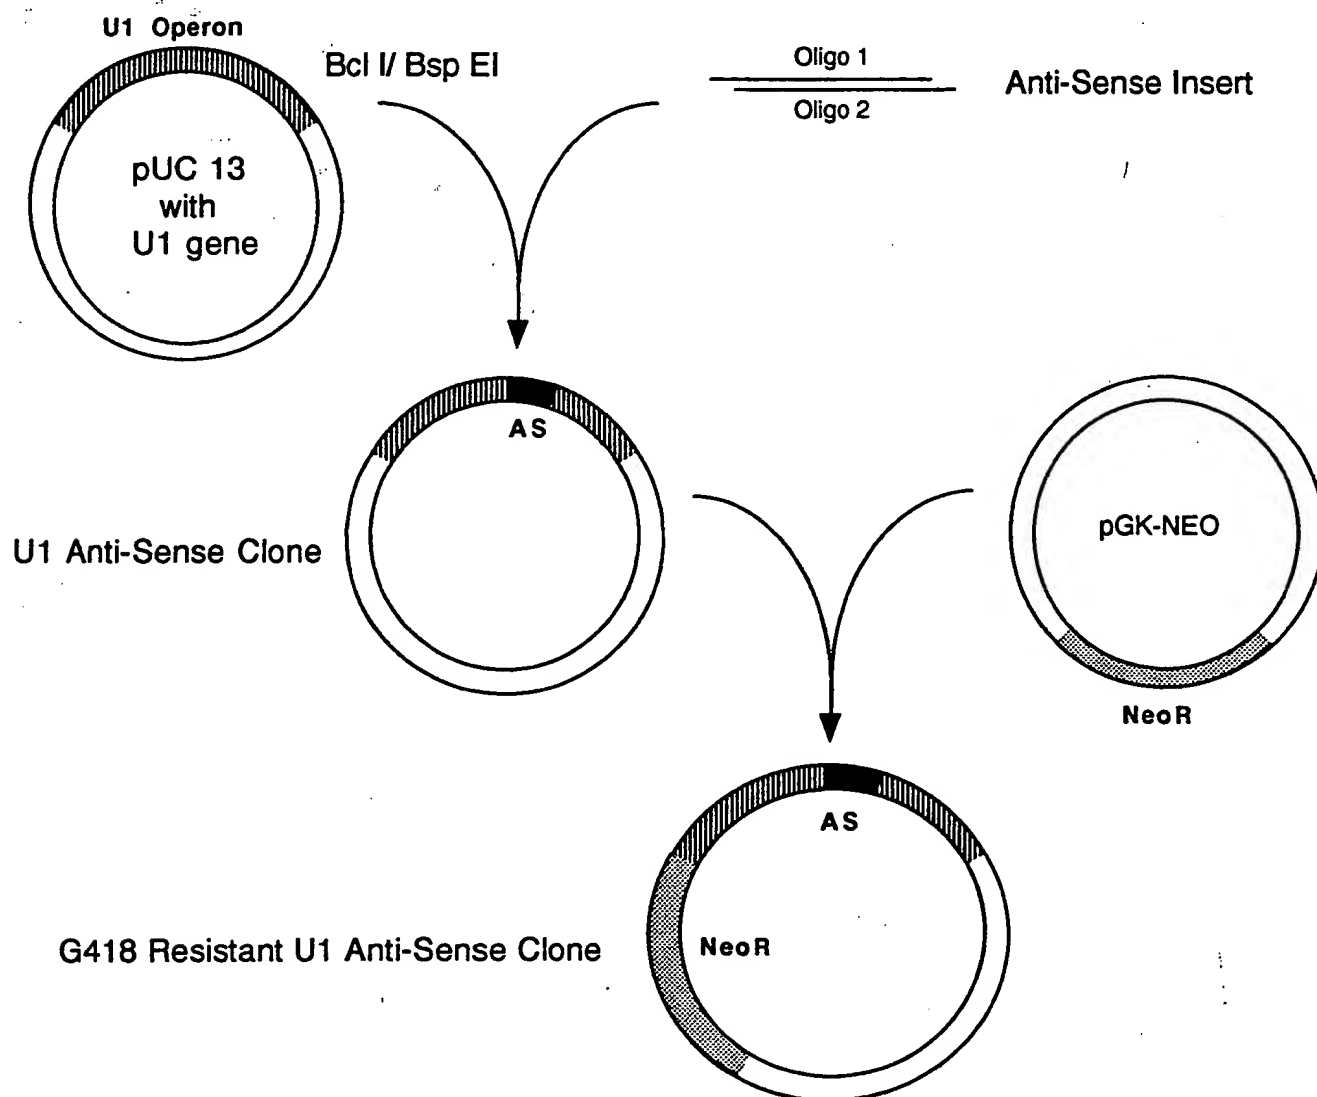 U1 Operon
Bcl I/ Bsp EI
Oligo 1
Oligo 2
Anti-Sense Insert
pUC 13
with
U1 gene
AS
U1 Anti-Sense Clone
pGK-NEO
NeoR
AS
NeoR
G418 Resistant U1 Anti-Sense Clone